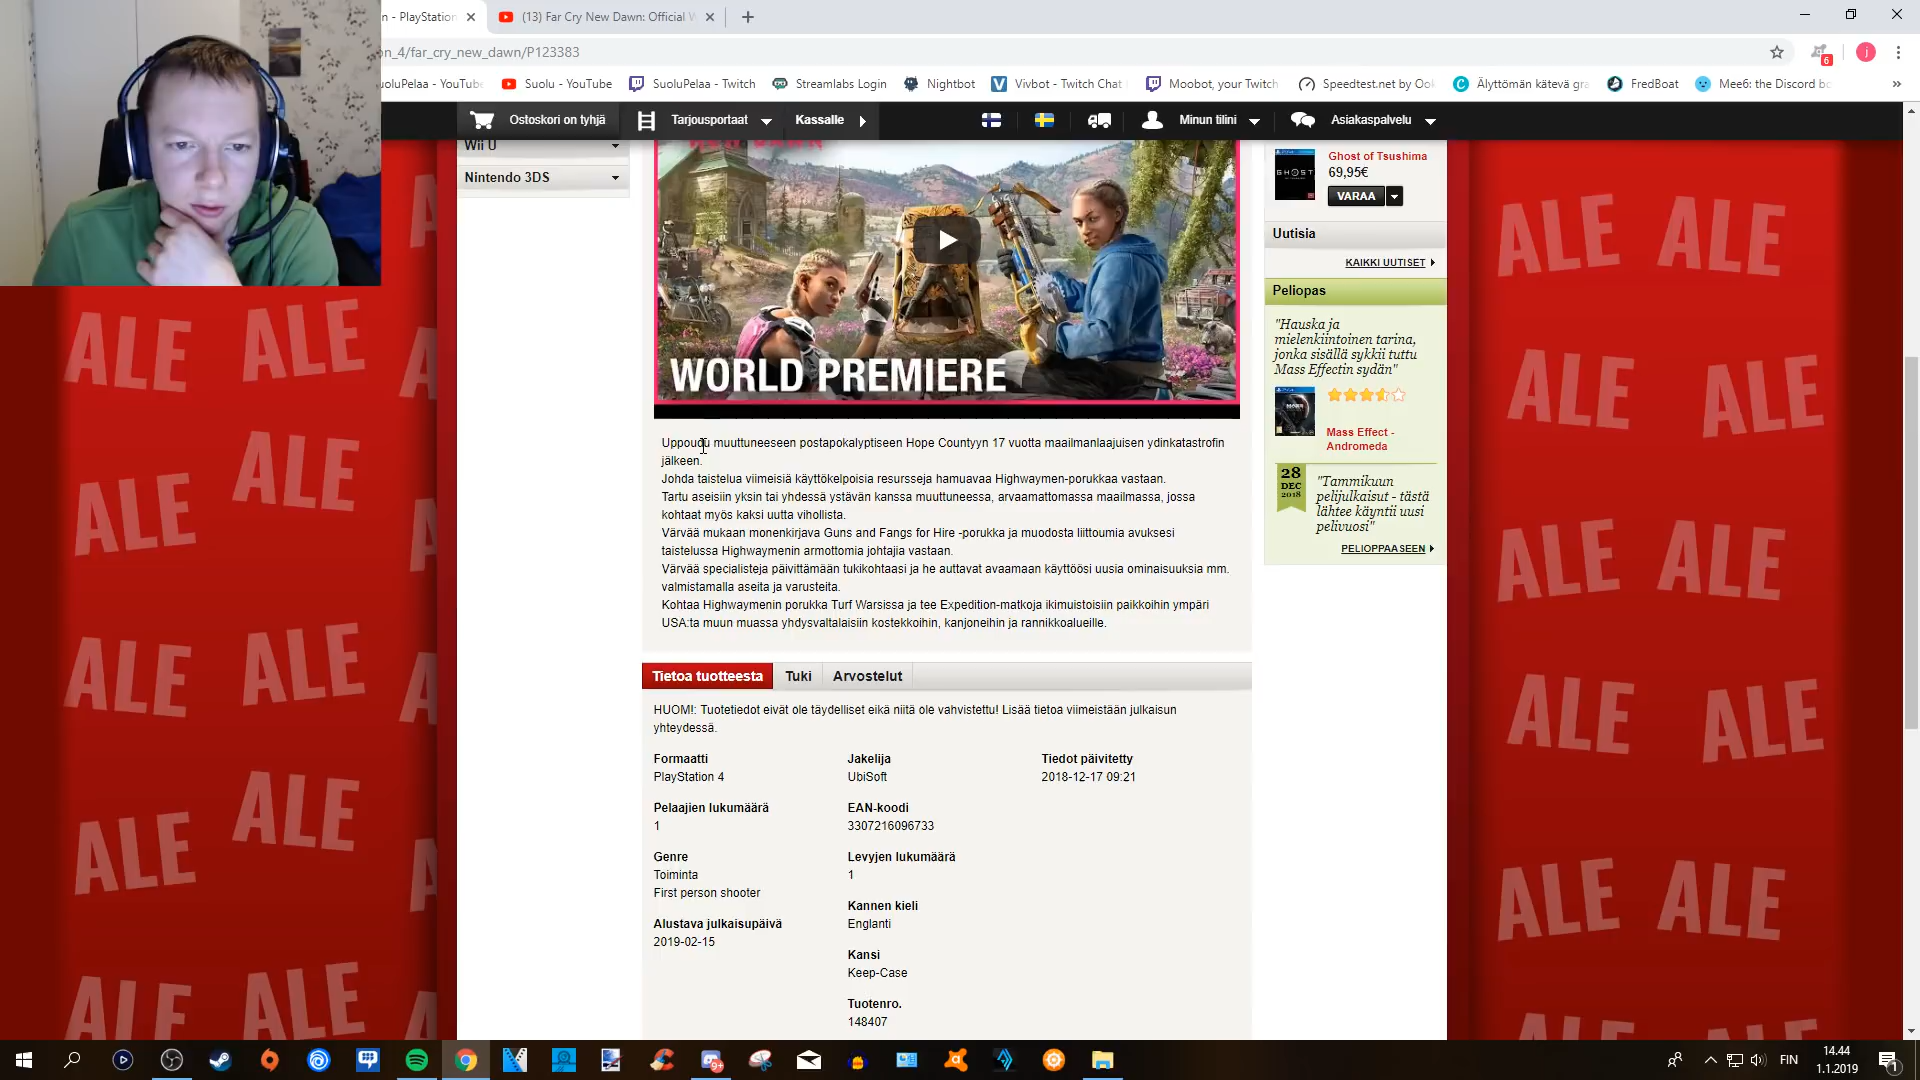 n - PlayStation
(13) Far Cry New Dawn: Official W
n_4/far_cry_new_dawn/P123383
6
j
uoluPelaa - YouTube
Suolu - YouTube
SuoluPelaa - Twitch
Streamlabs Login
Nightbot
Vivbot - Twitch Chat
Moobot, your Twitch
Speedtest.net by Ook
Älyttömän kätevä gra
FredBoat
Mee6: the Discord bo
»
Ostoskori on tyhjä
Tarjousportaat
Kassalle
Minun tilini
Asiakaspalvelu
Wii U
Nintendo 3DS
WORLD PREMIERE
Uppoudu muuttuneeseen postapokalyptiseen Hope Countyyn 17 vuotta maailmanlaajuisen ydinkatastrofin
jälkeen.
Johda taistelua viimeisiä käyttökelpoisia resursseja hamuavaa Highwaymen-porukkaa vastaan.
Tartu aseisiin yksin tai yhdessä ystävän kanssa muuttuneessa, arvaamattomassa maailmassa, jossa
kohtaat myös kaksi uutta vihollista.
Värvää mukaan monenkirjava Guns and Fangs for Hire -porukka ja muodosta liittoumia avuksesi
taistelussa Highwaymenin armottomia johtajia vastaan.
Värvää specialisteja päivittämään tukikohtaasi ja he auttavat avaamaan käyttöösi uusia ominaisuuksia mm.
valmistamalla aseita ja varusteita.
Kohtaa Highwaymenin porukka Turf Warsissa ja tee Expedition-matkoja ikimuistoisiin paikkoihin ympäri
USA:ta muun muassa yhdysvaltalaisiin kostekkoihin, kanjoneihin ja rannikkoalueille.
Tietoa tuotteesta
Tuki
Arvostelut
HUOM!: Tuotetiedot eivät ole täydelliset eikä niitä ole vahvistettu! Lisää tietoa viimeistään julkaisun
yhteydessä.
Formaatti
PlayStation 4
Pelaajien lukumäärä
1
Genre
Toiminta
First person shooter
Alustava julkaisupäivä
2019-02-15
Jakelija
UbiSoft
EAN-koodi
3307216096733
Levyjen lukumäärä
1
Kannen kieli
Englanti
Kansi
Keep-Case
Tuotenro.
148407
Tiedot päivitetty
2018-12-17 09:21
GHOST
Ghost of Tsushima
69,95€
VARAA
Uutisia
KAIKKI UUTISET
Peliopas
"Hauska ja
mielenkiintoinen tarina,
jonka sisällä sykkii tuttu
Mass Effectin sydän"
Mass Effect -
Andromeda
28
DEC
2018
"Tammikuun
pelijulkaisut - tästä
lähtee käyntii uusi
pelivuosi"
PELIOPPAASEEN
ALE ALE
ALE ALE
ALE ALE
ALE ALE
ALE ALE
ALE ALE
ALE ALE
ALE ALE
ALE ALE
9+
FIN
14.44
1.1.2019
1